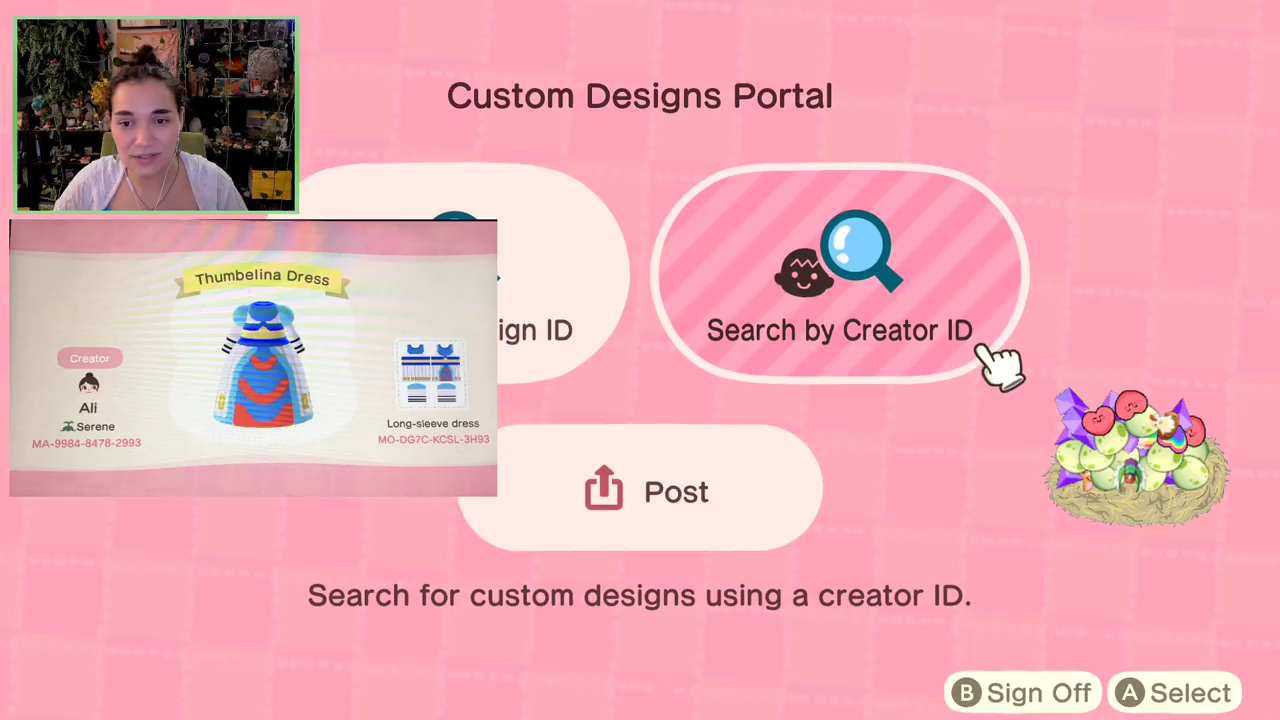 Custom Designs Portal
ign ID
Search by Creator ID
Thumbelina Dress
Creator
Ali
Serene
MA-9984-8478-2993
Long-sleeve dress
MO-DG7C-KCSL-3H93
Post
Search for custom designs using a creator ID.
B Sign Off A Select